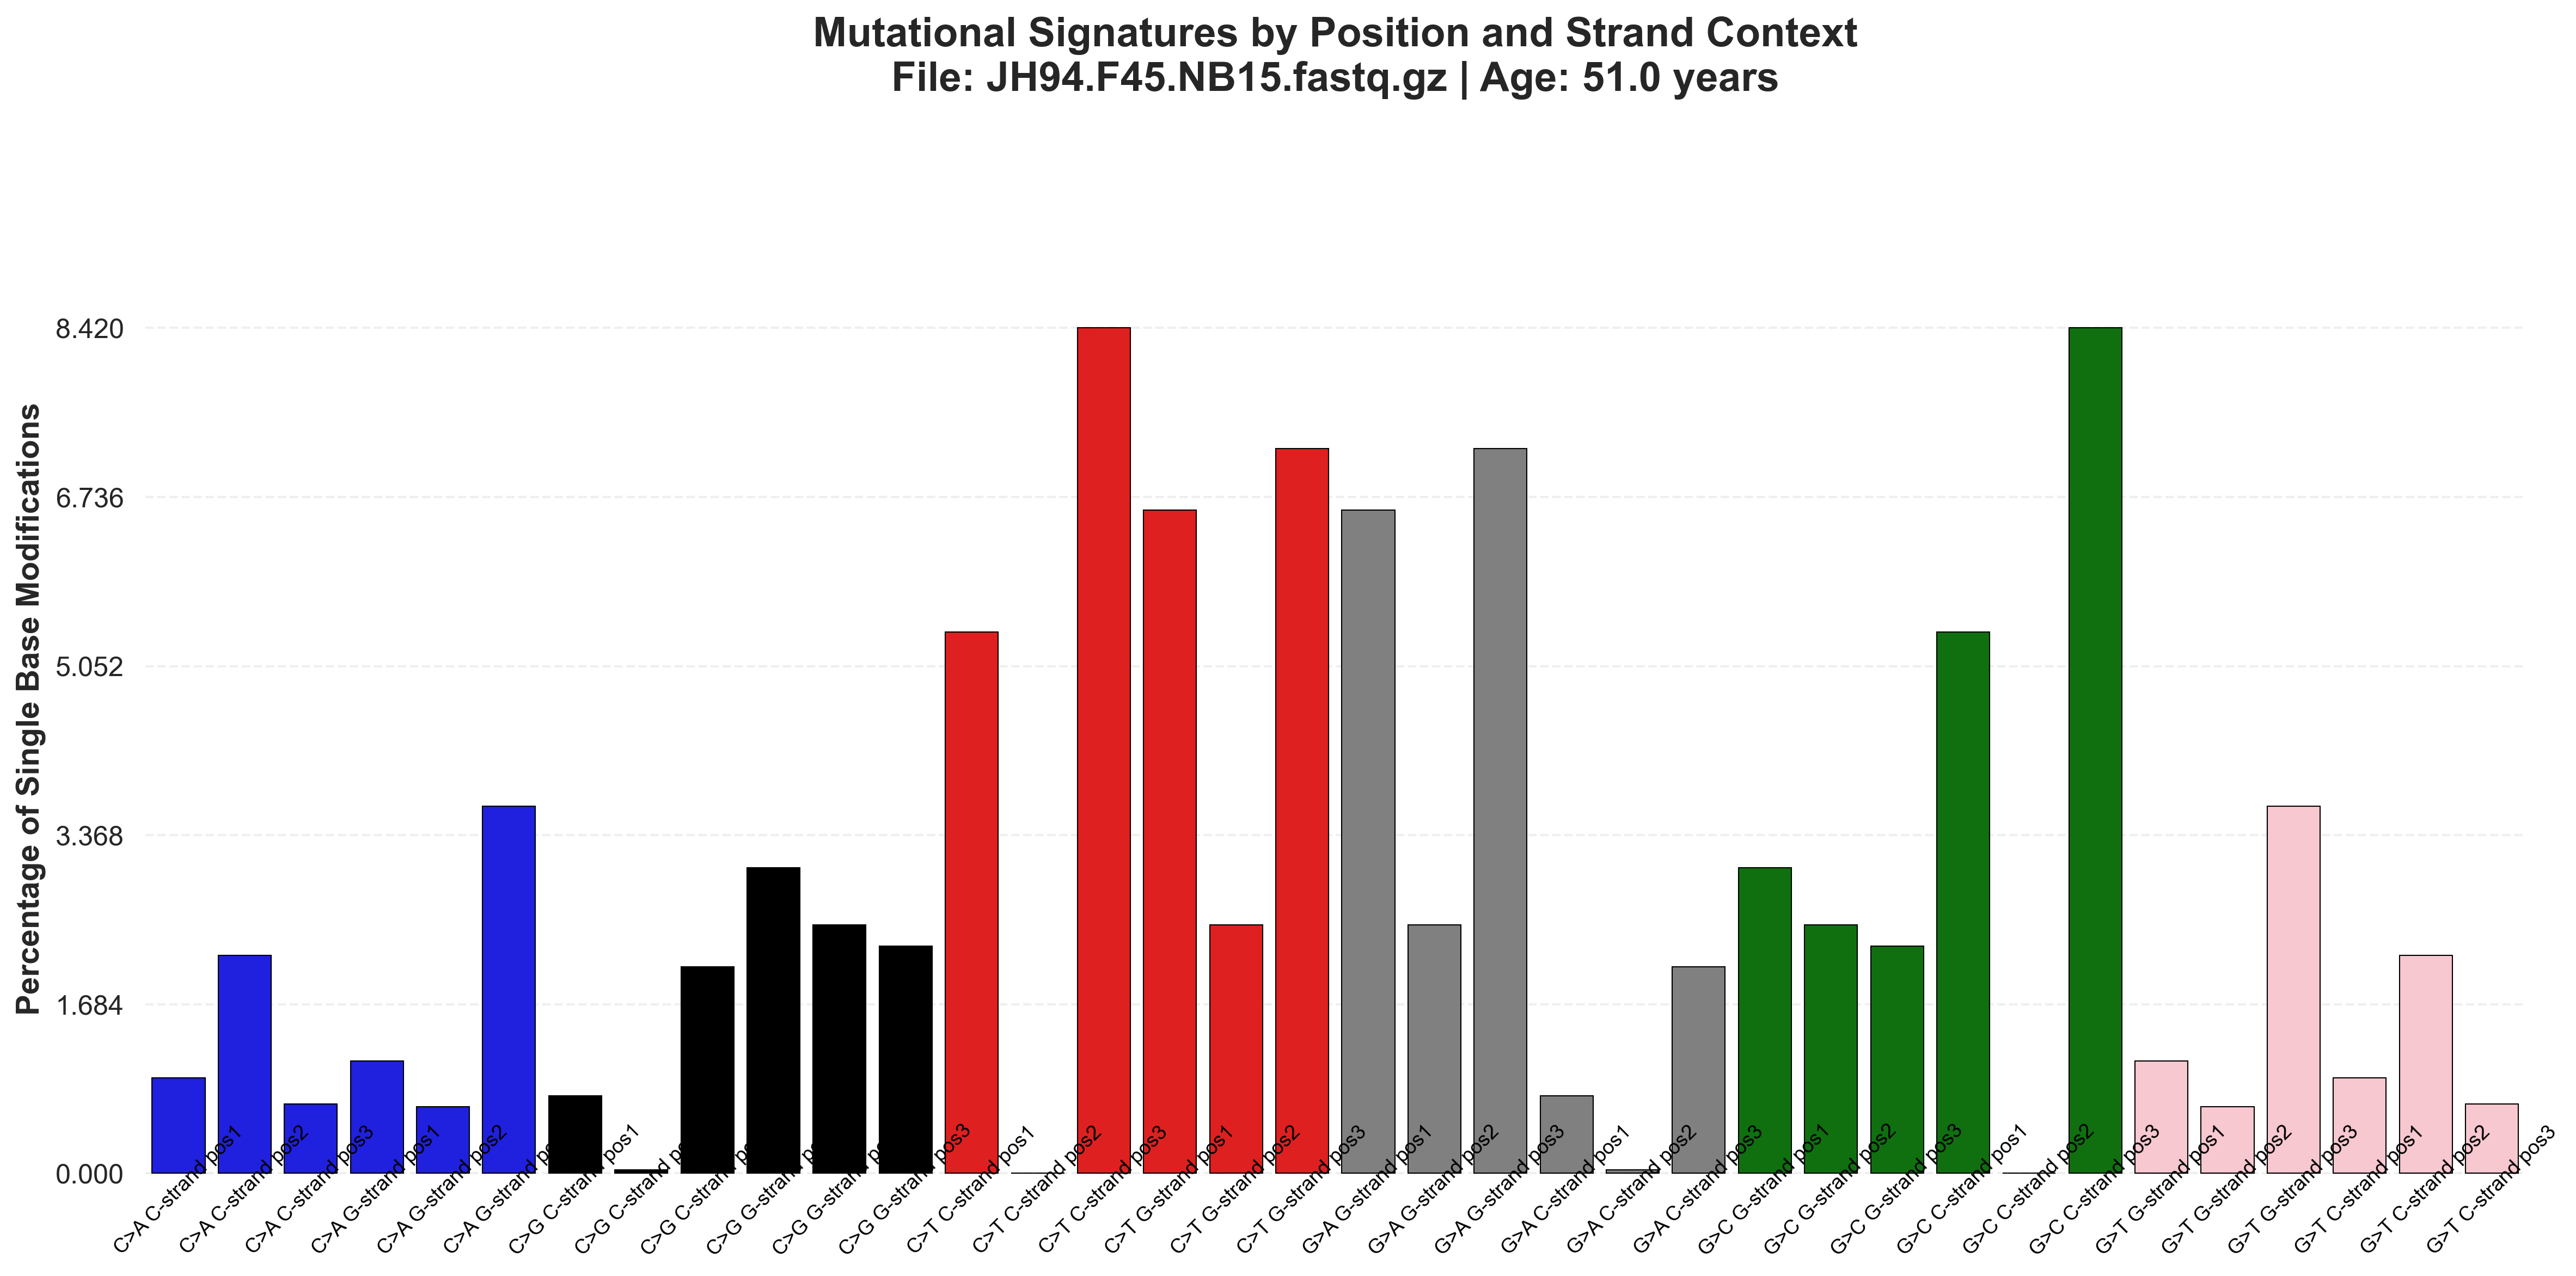 Mutational Signatures by Position and Strand Context
File: JH94.F45.NB15.fastq.gz | Age: 51.0 years
Percentage of Single Base Modifications
8.420
6.736
5.052
3.368
1.684
0.000
C>A C-strand pos1
C>A C-strand pos2
C>A C-strand pos3
C>A G-strand pos1
C>A G-strand pos2
C>A G-strand
C>G C-strand pos1
C>G C-strand
C>G C-strand
C>G G-strand
C>G G-strand
C>G G-strand pos3
C>T C-strand pos1
C>T C-strand pos2
C>T C-strand pos3
C>T G-strand pos1
C>T G-strand pos2
C>T G-strand pos3
G>A G-strand pos1
G>A G-strand pos2
G>A G-strand pos3
G>A C-strand pos1
G>A C-strand pos2
G>A C-strand pos3
G>C G-strand pos1
G>C G-strand pos2
G>C G-strand pos3
G>C C-strand pos1
G>C C-strand pos2
G>C C-strand pos3
G>T G-strand pos1
G>T G-strand pos2
G>T G-strand pos3
G>T C-strand pos1
G>T C-strand pos2
G>T C-strand pos3